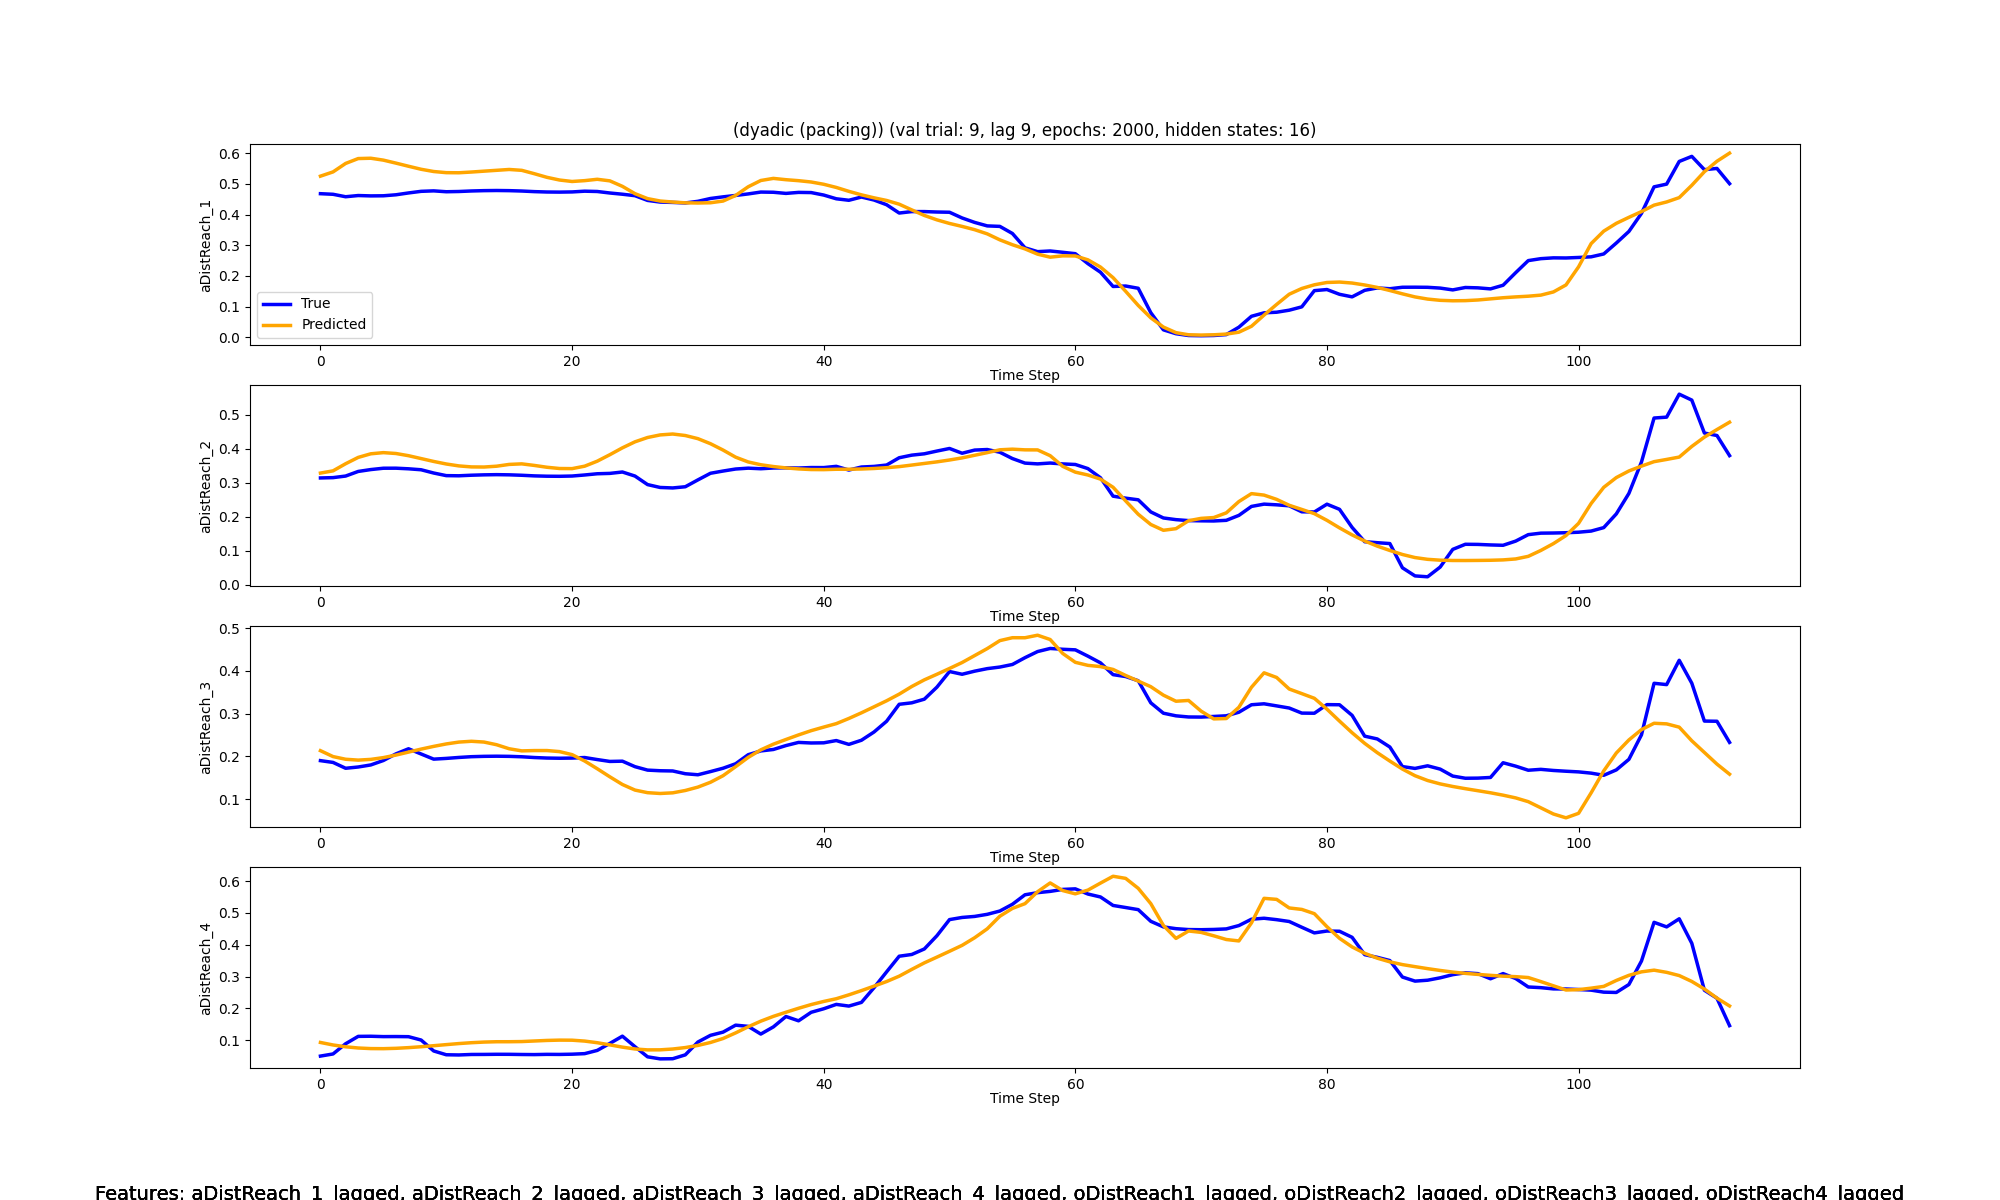 (dyadic (packing)) (val trial: 9, lag 9, epochs: 2000, hidden states: 16)
aDistReach_1
0.6
0.5
0.4
0.3
0.2
0.1
0.0
True
Predicted
0 20 40 60 80 100
Time Step
aDistReach_2
0.5
0.4
0.3
0.2
0.1
0.0
0 20 40 60 80 100
Time Step
aDistReach_3
0.5
0.4
0.3
0.2
0.1
0 20 40 60 80 100
Time Step
aDistReach_4
0.6
0.5
0.4
0.3
0.2
0.1
0 20 40 60 80 100
Time Step
Features: aDistReach_1_lagged, aDistReach_2_lagged, aDistReach_3_lagged, aDistReach_4_lagged, oDistReach1_lagged, oDistReach2_lagged, oDistReach3_lagged, oDistReach4_lagged